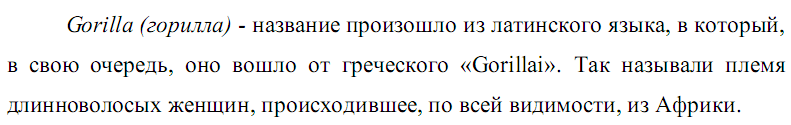 Gorilla (горилла) - название произошло из латинского языка, в который,
в свою очередь, оно вошло от греческого «Gorillai». Так называли племя
длинноволосых женщин, происходившее, по всей видимости, из Африки.